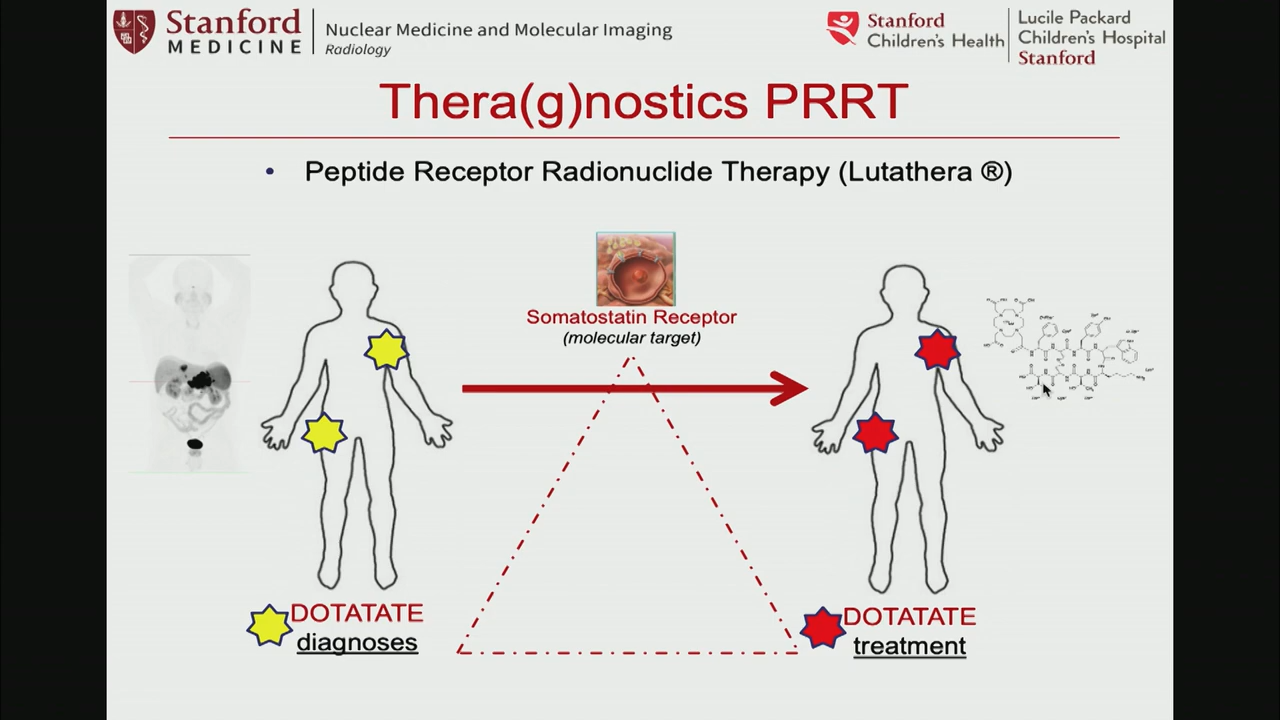 Stanford
MEDICINE
Nuclear Medicine and Molecular Imaging
Radiology
Stanford
Children's Health
Lucile Packard
Children's Hospital
Stanford
Thera(g)nostics PRRT
• Peptide Receptor Radionuclide Therapy (Lutathera ®)
Somatostatin Receptor
(molecular target)
DOTATATE
diagnoses
DOTATATE
treatment